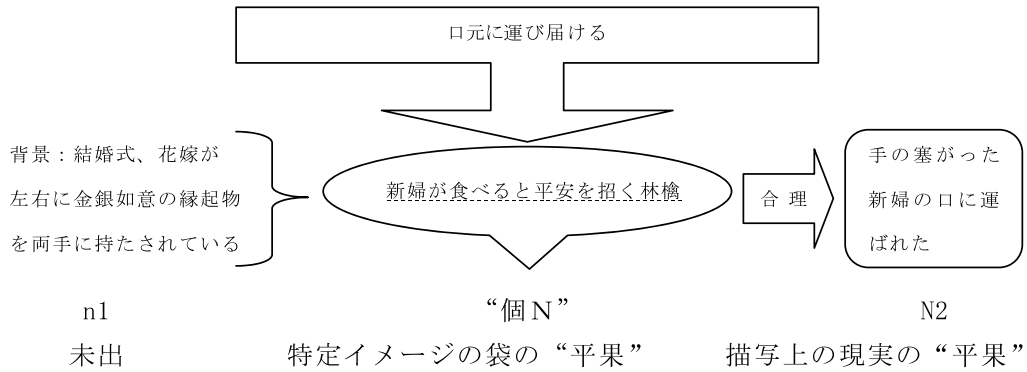 口元に運び届ける
背景：結婚式、花嫁が
左右に金銀如意の縁起物
を両手に持たされている
新婦が食べると平安を招く林檎
合 理
手の塞がった
新婦の口に運
ばれた
n1
“個Ｎ”
N2
未出
特定イメージの袋の“平果”
描写上の現実の“平果”